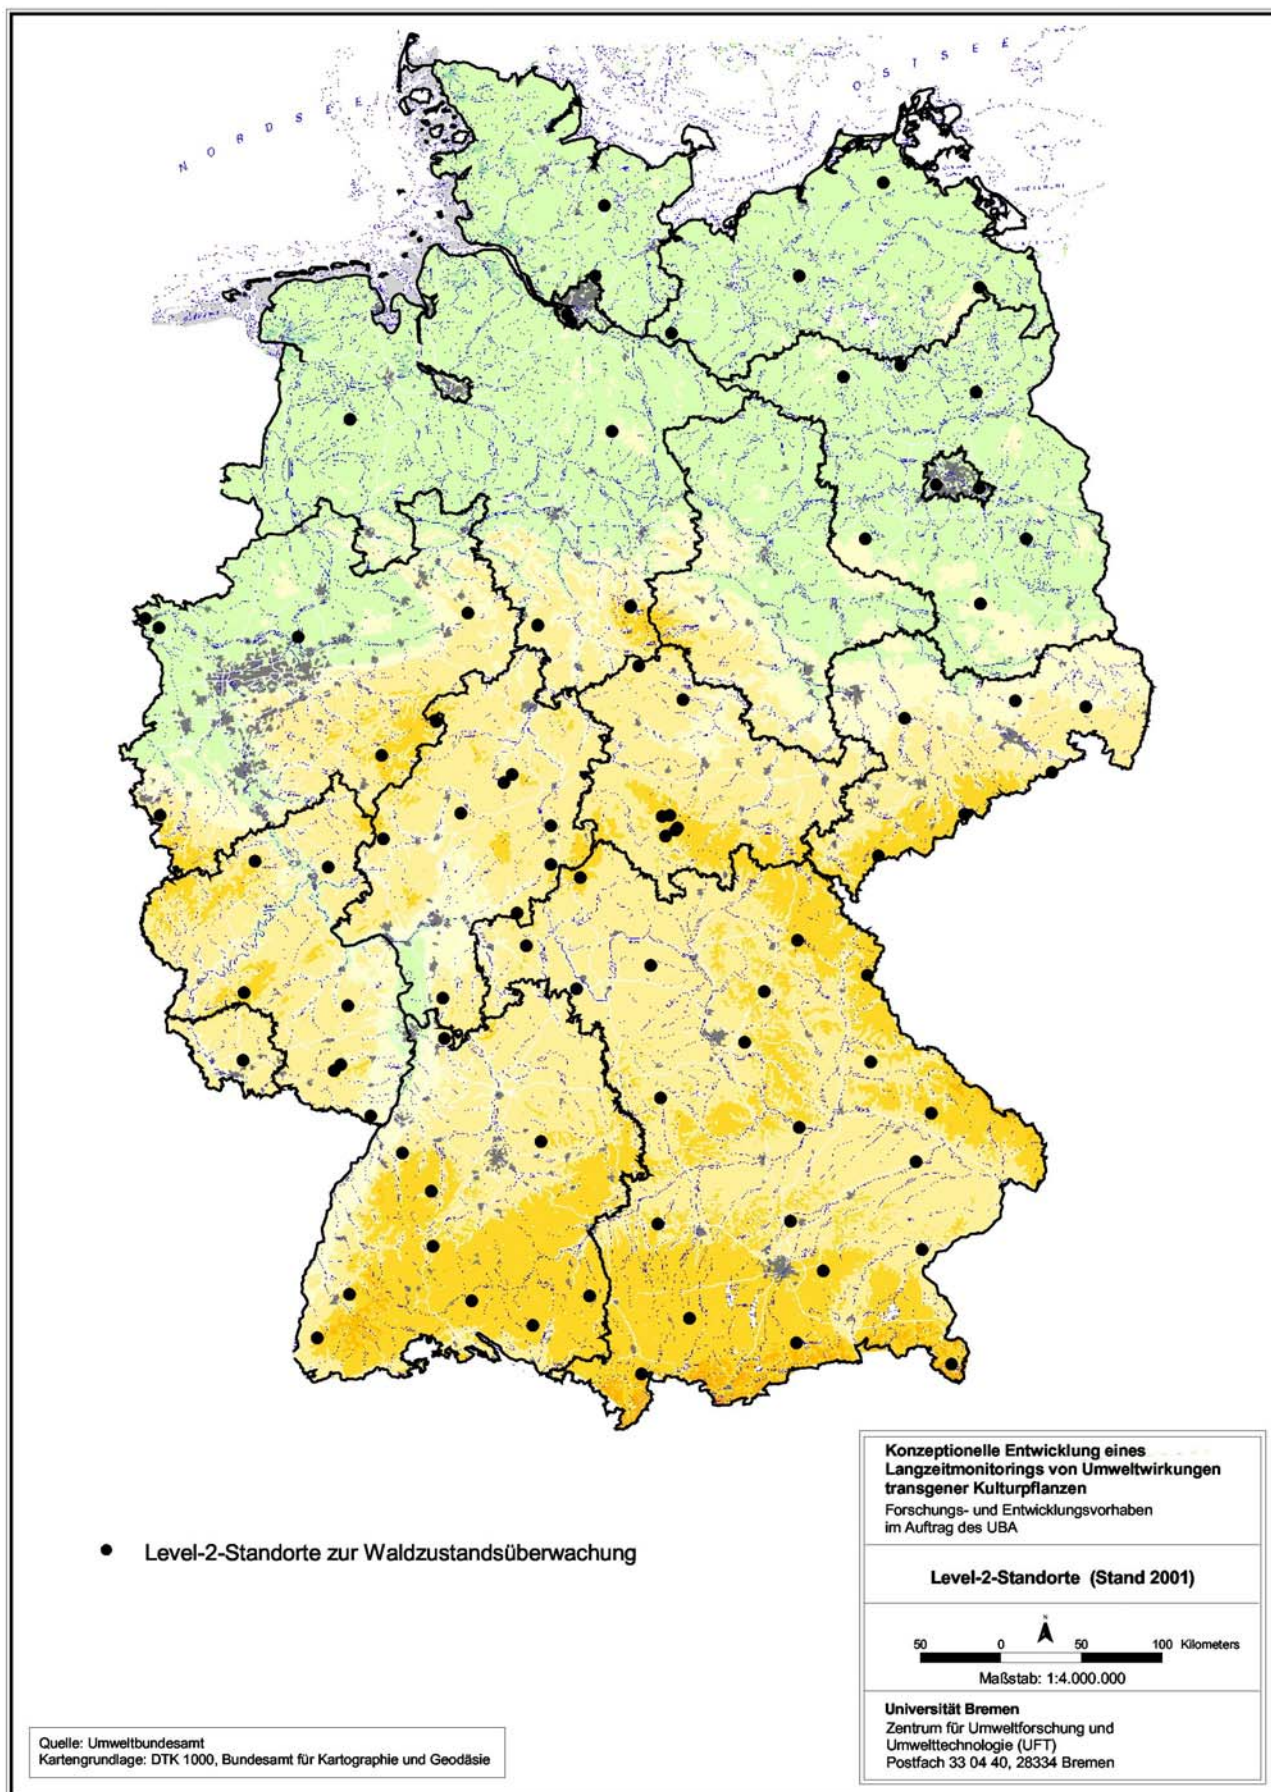 NORDSEE
OSTSEE
Level-2-Standorte zur Waldzustandsüberwachung
Konzeptionelle Entwicklung eines
Langzeitmonitorings von Umweltwirkungen
transgener Kulturpflanzen
Forschungs- und Entwicklungsvorhaben
im Auftrag des UBA
Level-2-Standorte (Stand 2001)
N
50 0 50 100 Kilometers
Maßstab: 1:4.000.000
Universität Bremen
Zentrum für Umweltforschung und
Umwelttechnologie (UFT)
Postfach 33 04 40, 28334 Bremen
Quelle: Umweltbundesamt
Kartengrundlage: DTK 1000, Bundesamt für Kartographie und Geodäsie